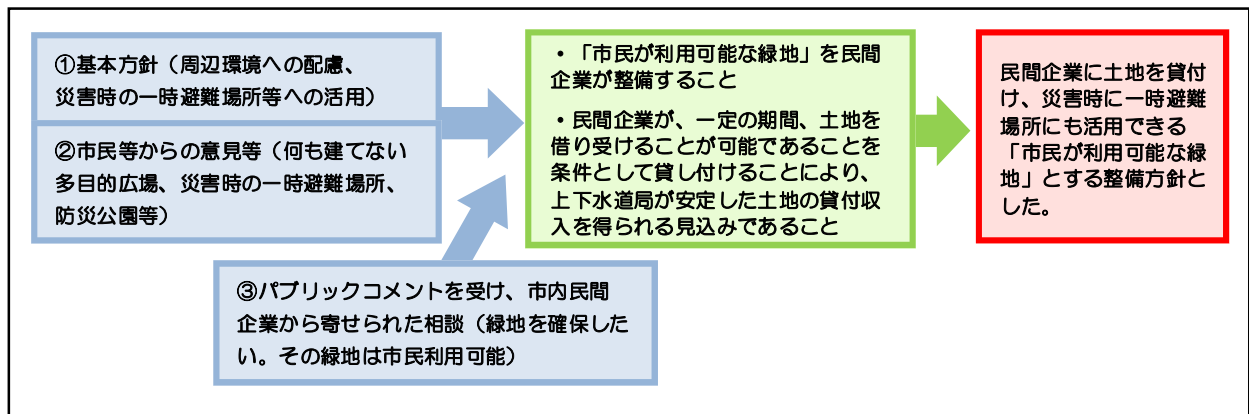 ①基本方針（周辺環境への配慮、
災害時の一時避難場所等への活用）
②市民等からの意見等（何も建てない
多目的広場、災害時の一時避難場所、
防災公園等）
③パブリックコメントを受け、市内民間
企業から寄せられた相談（緑地を確保した
い。その緑地は市民利用可能）
・「市民が利用可能な緑地」を民間
企業が整備すること
・民間企業が、一定の期間、土地を
借り受けることが可能であることを
条件として貸し付けることにより、
上下水道局が安定した土地の貸付収
入を得られる見込みであること
民間企業に土地を貸付
け、災害時に一時避難
場所にも活用できる
「市民が利用可能な緑
地」とする整備方針と
した。